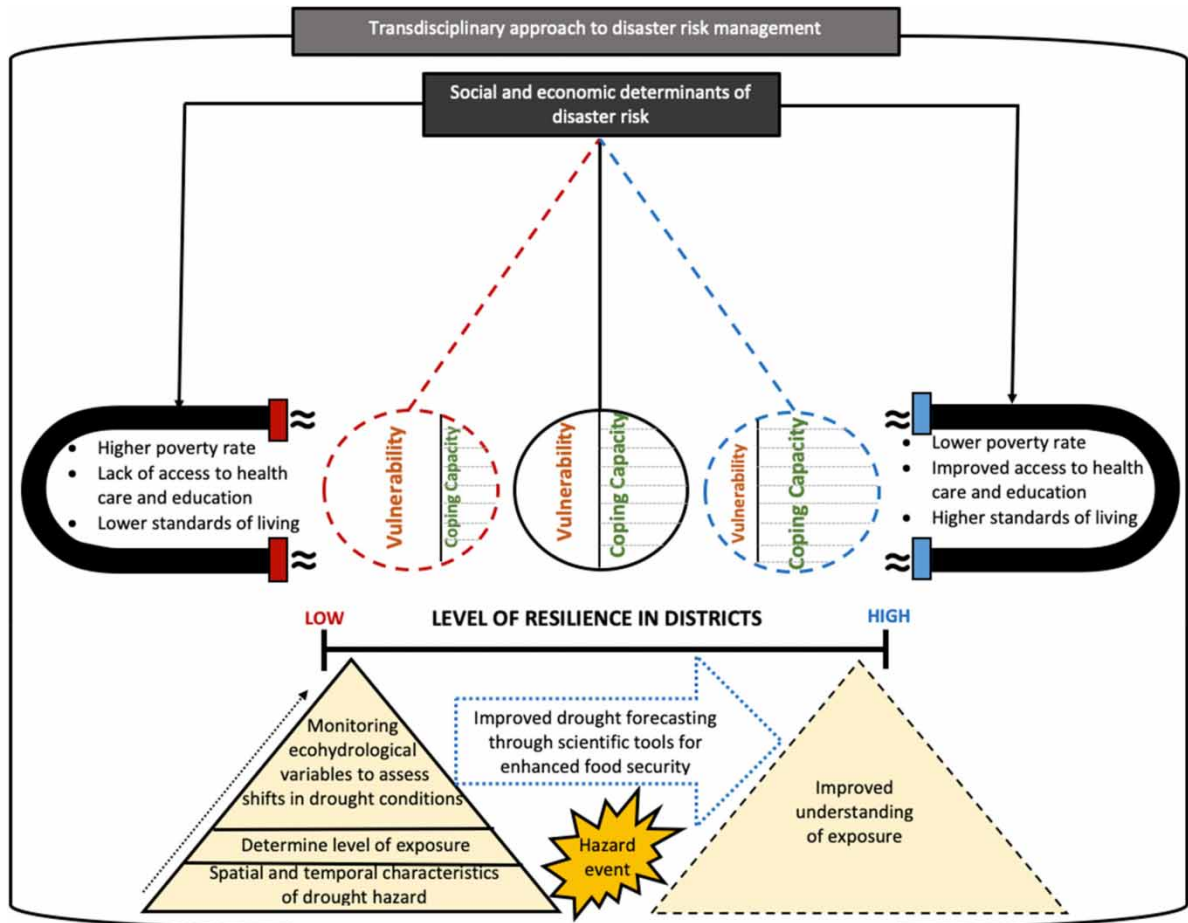 Transdisciplinary approach to disaster risk management
Social and economic determinants of
disaster risk
• Higher poverty rate
• Lack of access to health
care and education
• Lower standards of living
≈
≈
Vulnerability
Coping Capacity
Vulnerability
Coping Capacity
Vulnerability
Coping Capacity
≈
≈
• Lower poverty rate
• Improved access to health
care and education
• Higher standards of living
LOW
LEVEL OF RESILIENCE IN DISTRICTS
HIGH
Monitoring
ecohydrological
variables to assess
shifts in drought conditions
Determine level of exposure
Spatial and temporal characteristics
of drought hazard
Improved drought forecasting
through scientific tools for
enhanced food security
Hazard
event
Improved
understanding
of exposure